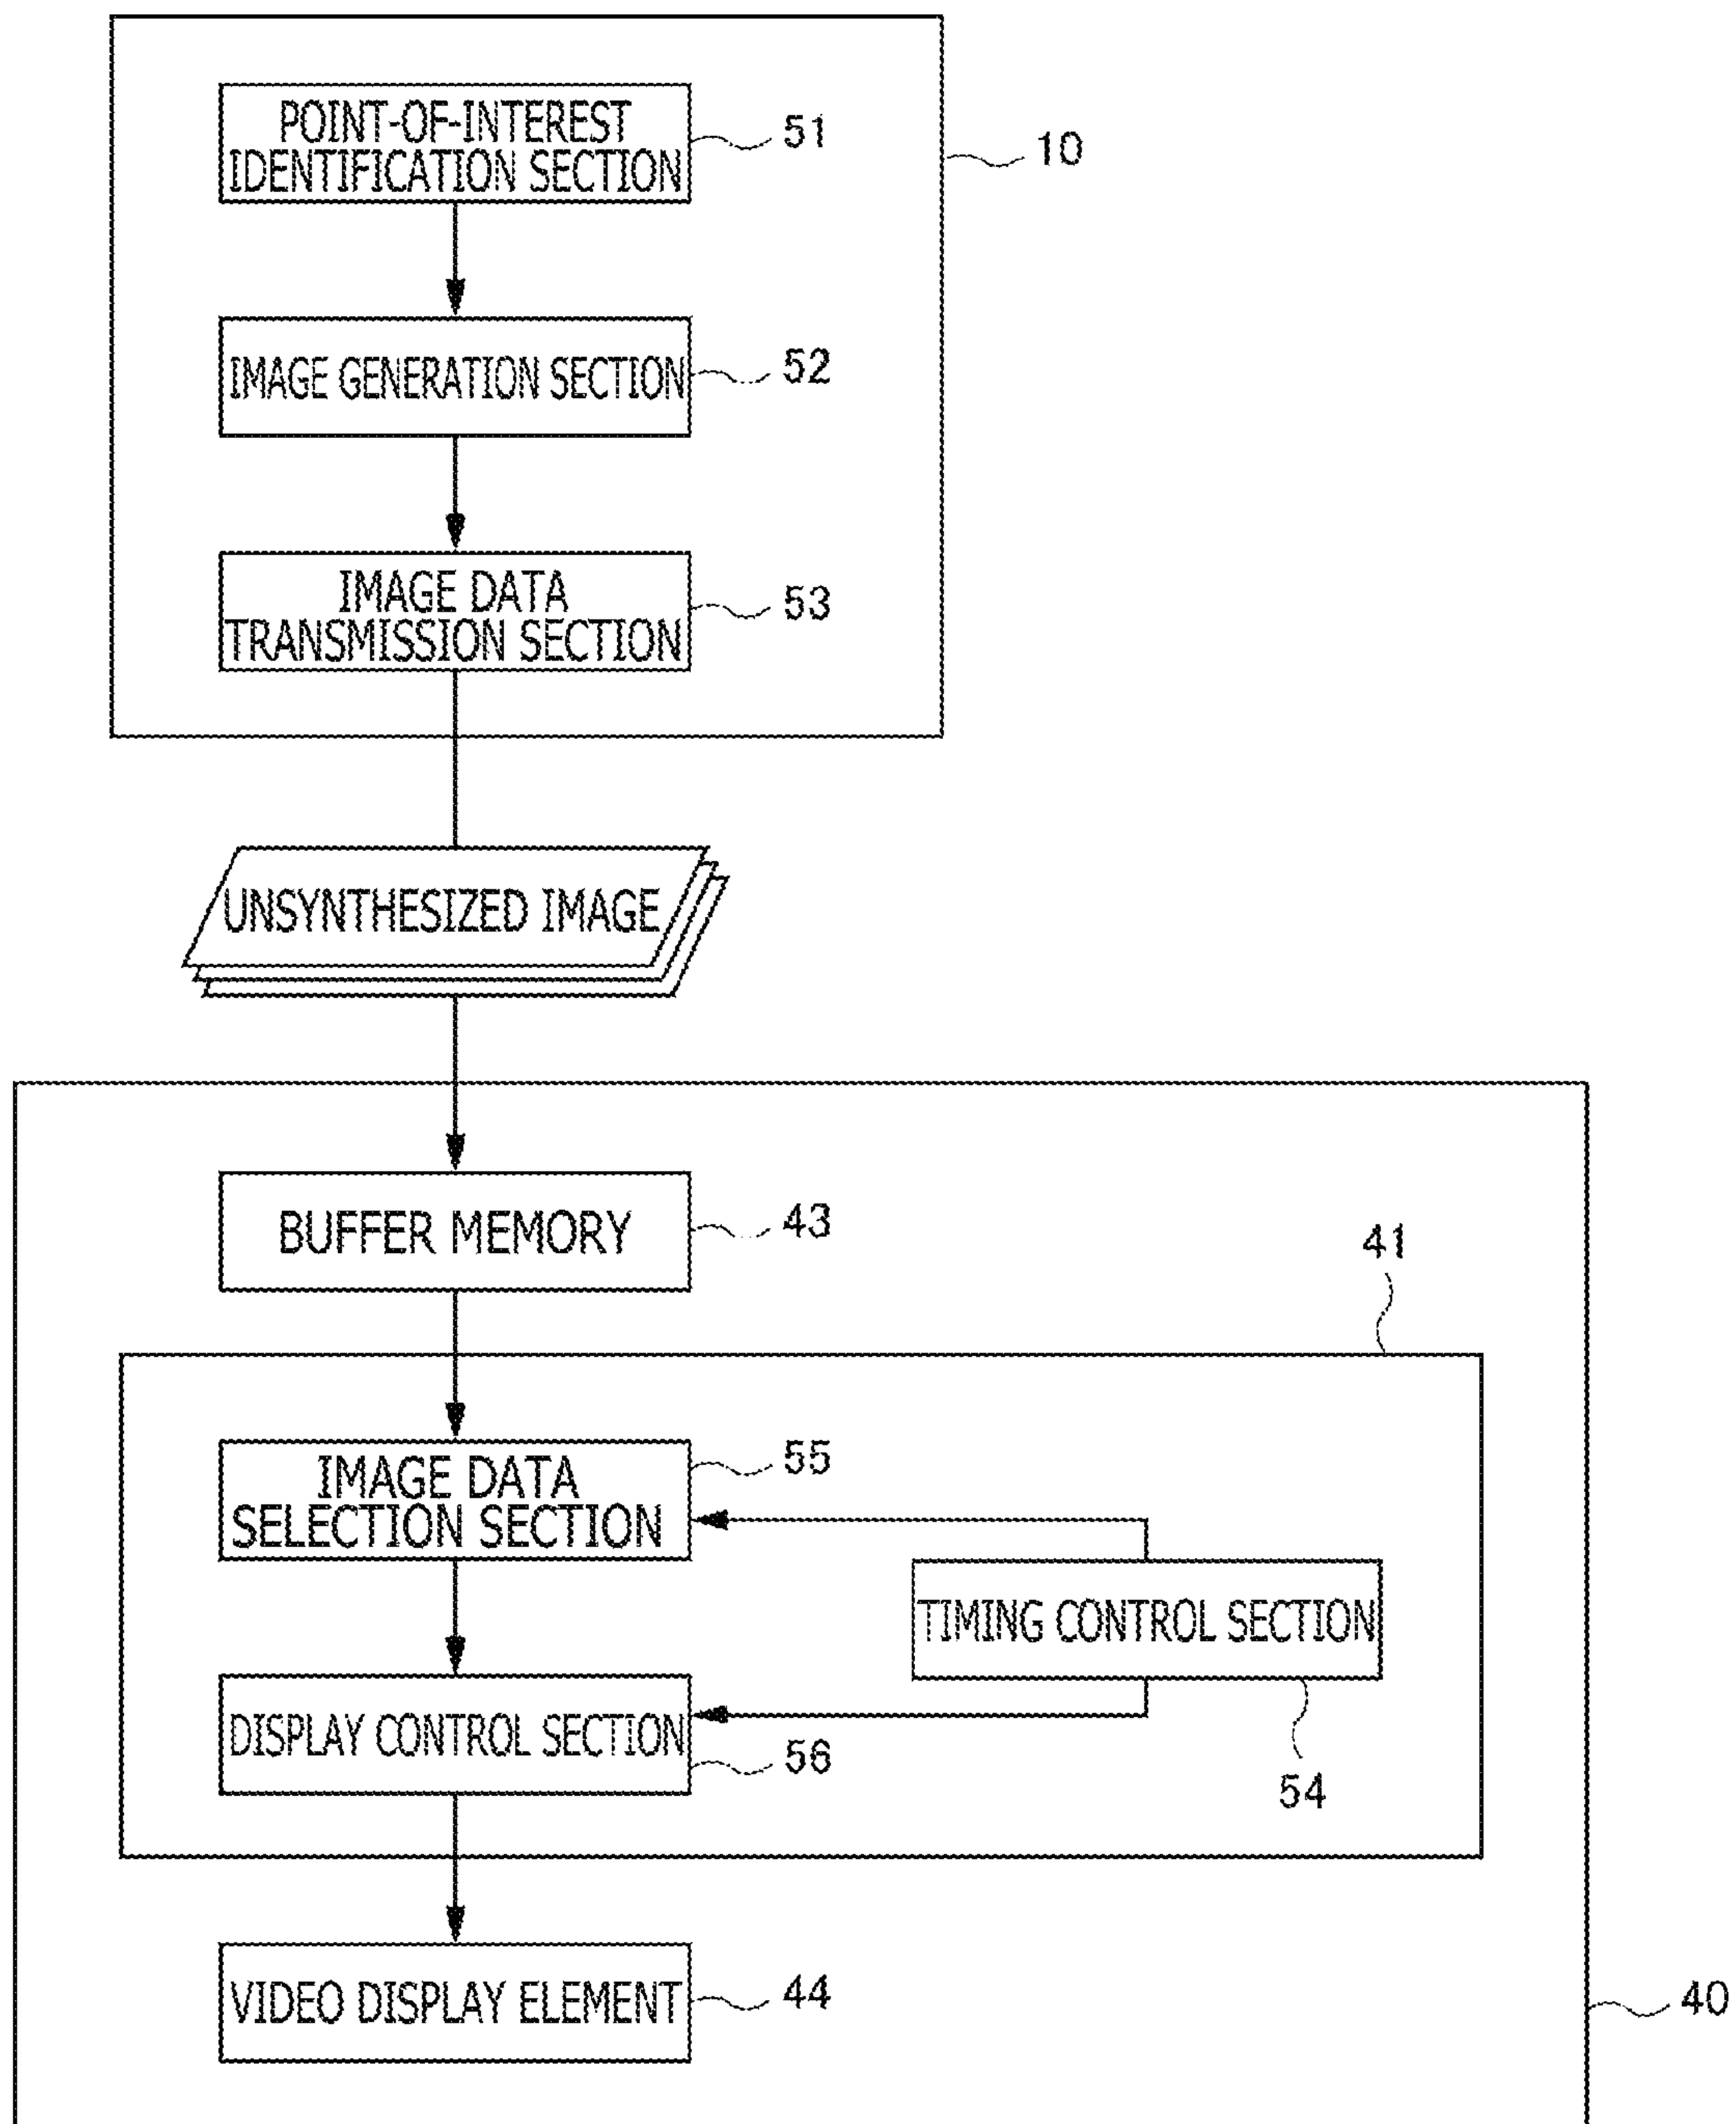 POINT-OF-INTEREST
IDENTIFICATION SECTION
51
10
IMAGE GENERATION SECTION
52
IMAGE DATA
TRANSMISSION SECTION
53
UNSYNTHESIZED IMAGE
BUFFER MEMORY
43
41
IMAGE DATA
SELECTION SECTION
55
TIMING CONTROL SECTION
54
DISPLAY CONTROL SECTION
56
VIDEO DISPLAY ELEMENT
44
40